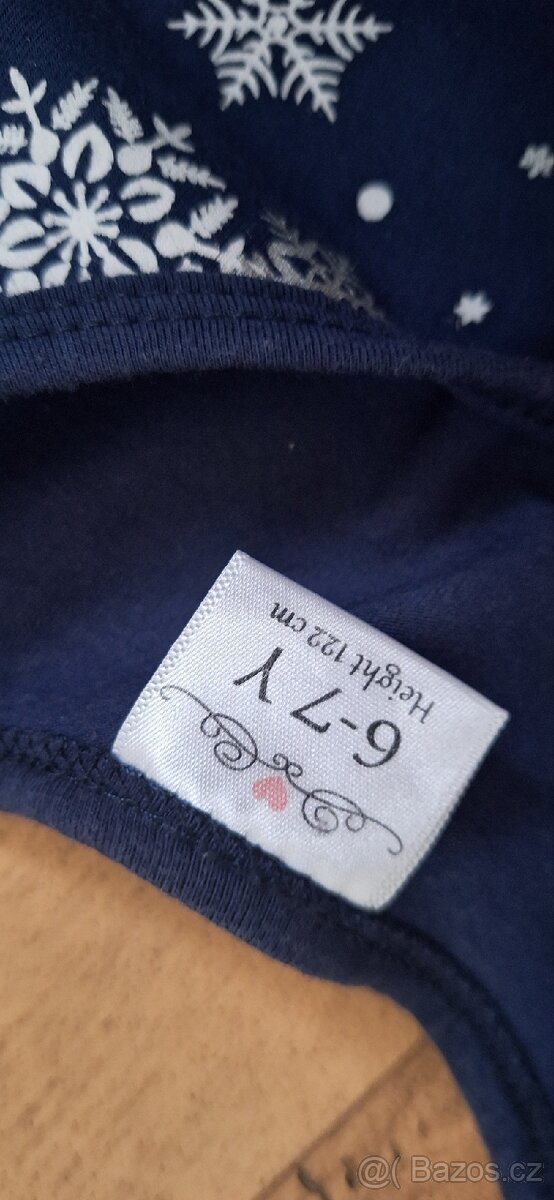 6-7 Y
Height 122 cm
@( Bazos.cz